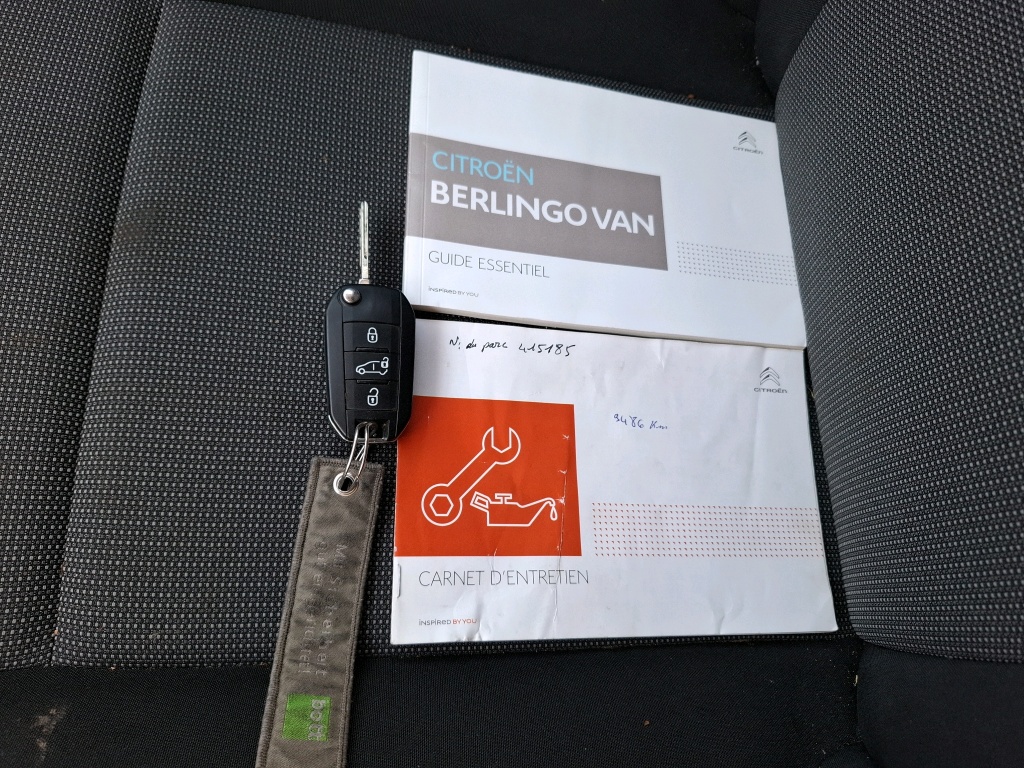 CITROËN
CITROËN
BERLINGO VAN
GUIDE ESSENTIEL
INSPIRED BY YOU
N: du parc 415185
CITROËN
9486 Km
CARNET D'ENTRETIEN
INSPIRED BY YOU